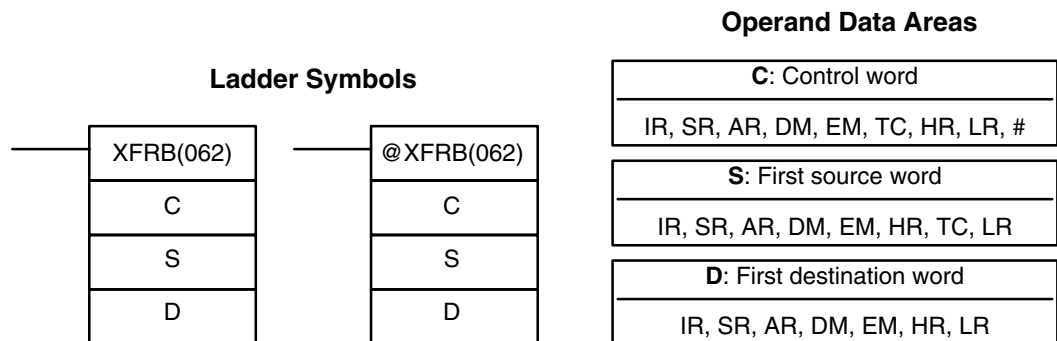 Operand Data Areas
Ladder Symbols
C: Control word
IR, SR, AR, DM, EM, TC, HR, LR, #
XFRB(062)
@XFRB(062)
S: First source word
C
C
IR, SR, AR, DM, EM, HR, TC, LR
S
S
D: First destination word
D
D
IR, SR, AR, DM, EM, HR, LR